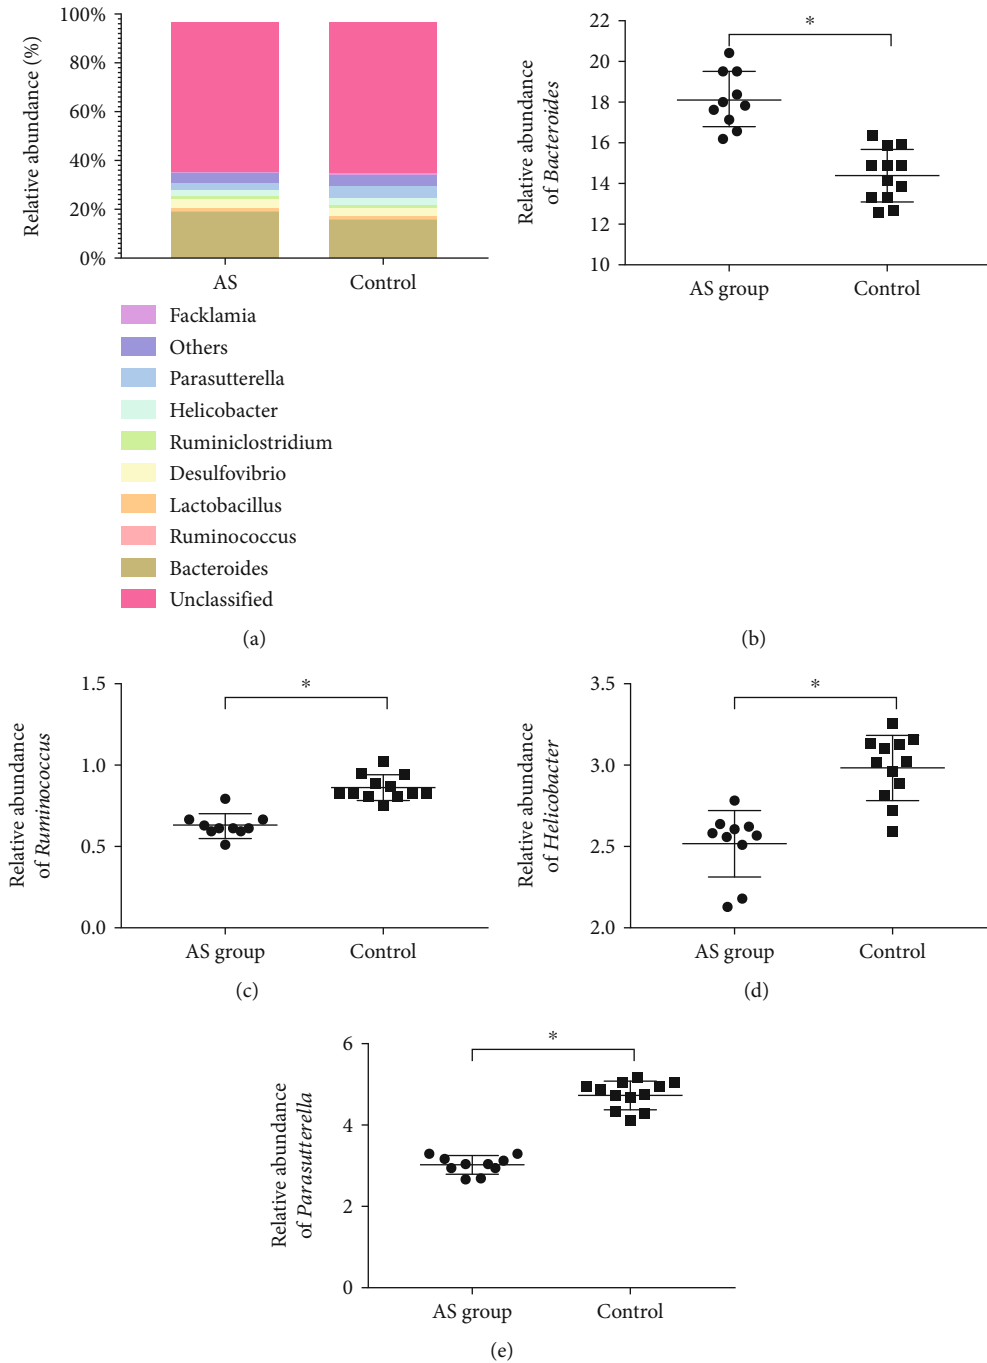 100%
80%
60%
40%
20%
0%
Relative abundance (%)
AS
Control
Facklamia
Others
Parasutterella
Helicobacter
Ruminiclostridium
Desulfovibrio
Lactobacillus
Ruminococcus
Bacteroides
Unclassified
(a)
22
20
18
16
14
12
10
Relative abundance
of Bacteroides
*
AS group
Control
(b)
1.5
1.0
0.5
0.0
Relative abundance
of Ruminococcus
*
AS group
Control
(c)
3.5
3.0
2.5
2.0
Relative abundance
of Helicobacter
*
AS group
Control
(d)
6
4
2
0
Relative abundance
of Parasutterella
*
AS group
Control
(e)